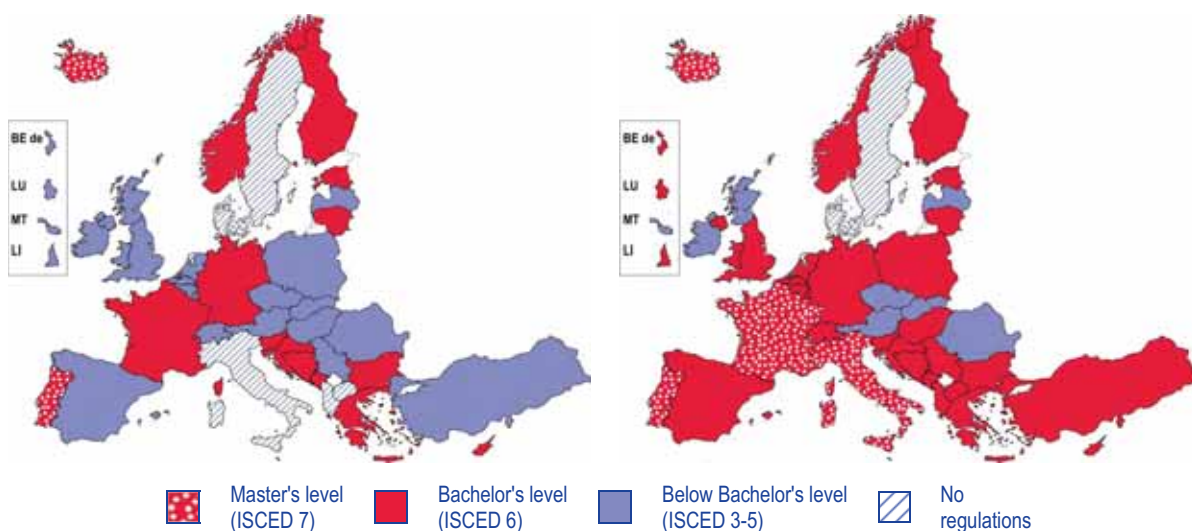 BE de
LU
MT
LI
BE de
LU
MT
LI
Master's level
(ISCED 7)
Bachelor's level
(ISCED 6)
Below Bachelor's level
(ISCED 3-5)
No
regulations